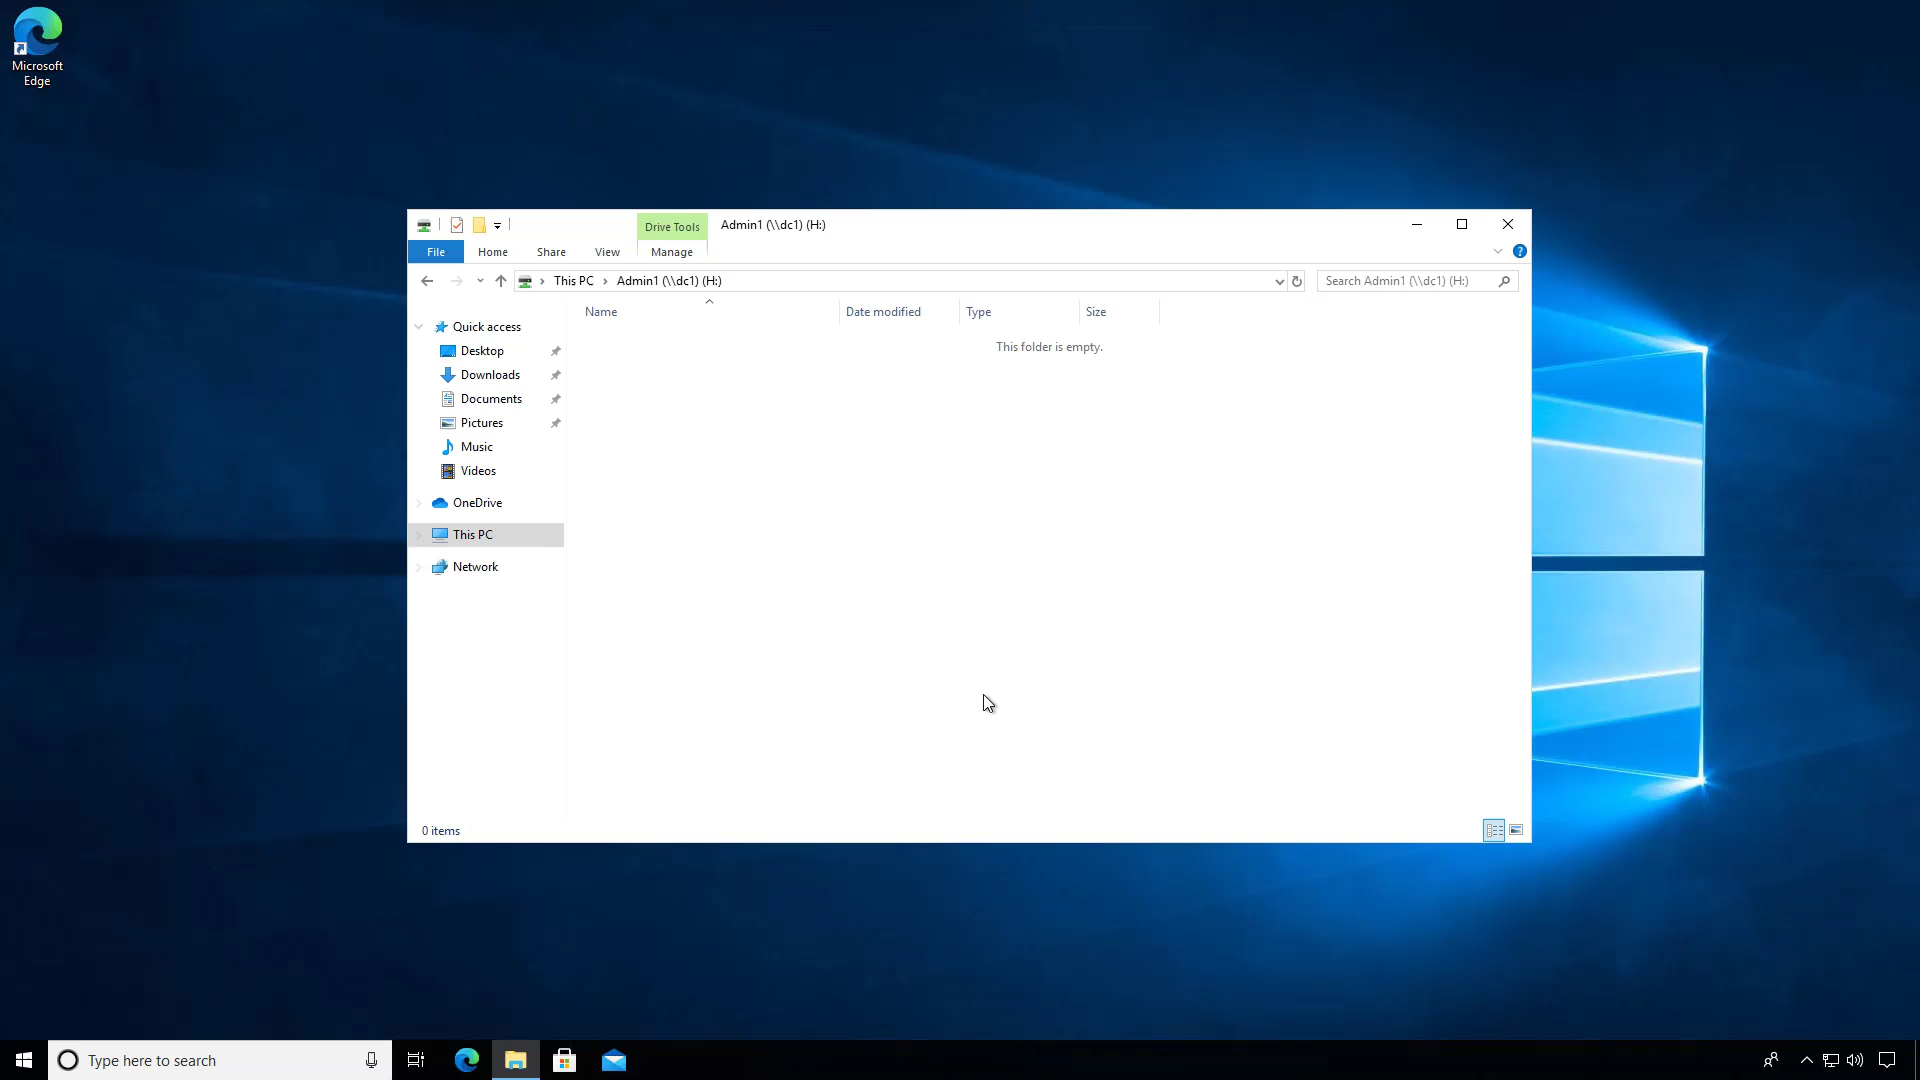 Microsoft
Edge
Drive Tools
Admin1 (\\dc1) (H:)
File
Home
Share
View
Manage
This PC
Admin1 (\\dc1) (H:)
Search Admin1 (\\dc1) (H:)
Name
Date modified
Type
Size
This folder is empty.
Quick access
Desktop
Downloads
Documents
Pictures
Music
Videos
OneDrive
This PC
Network
0 items
Type here to search